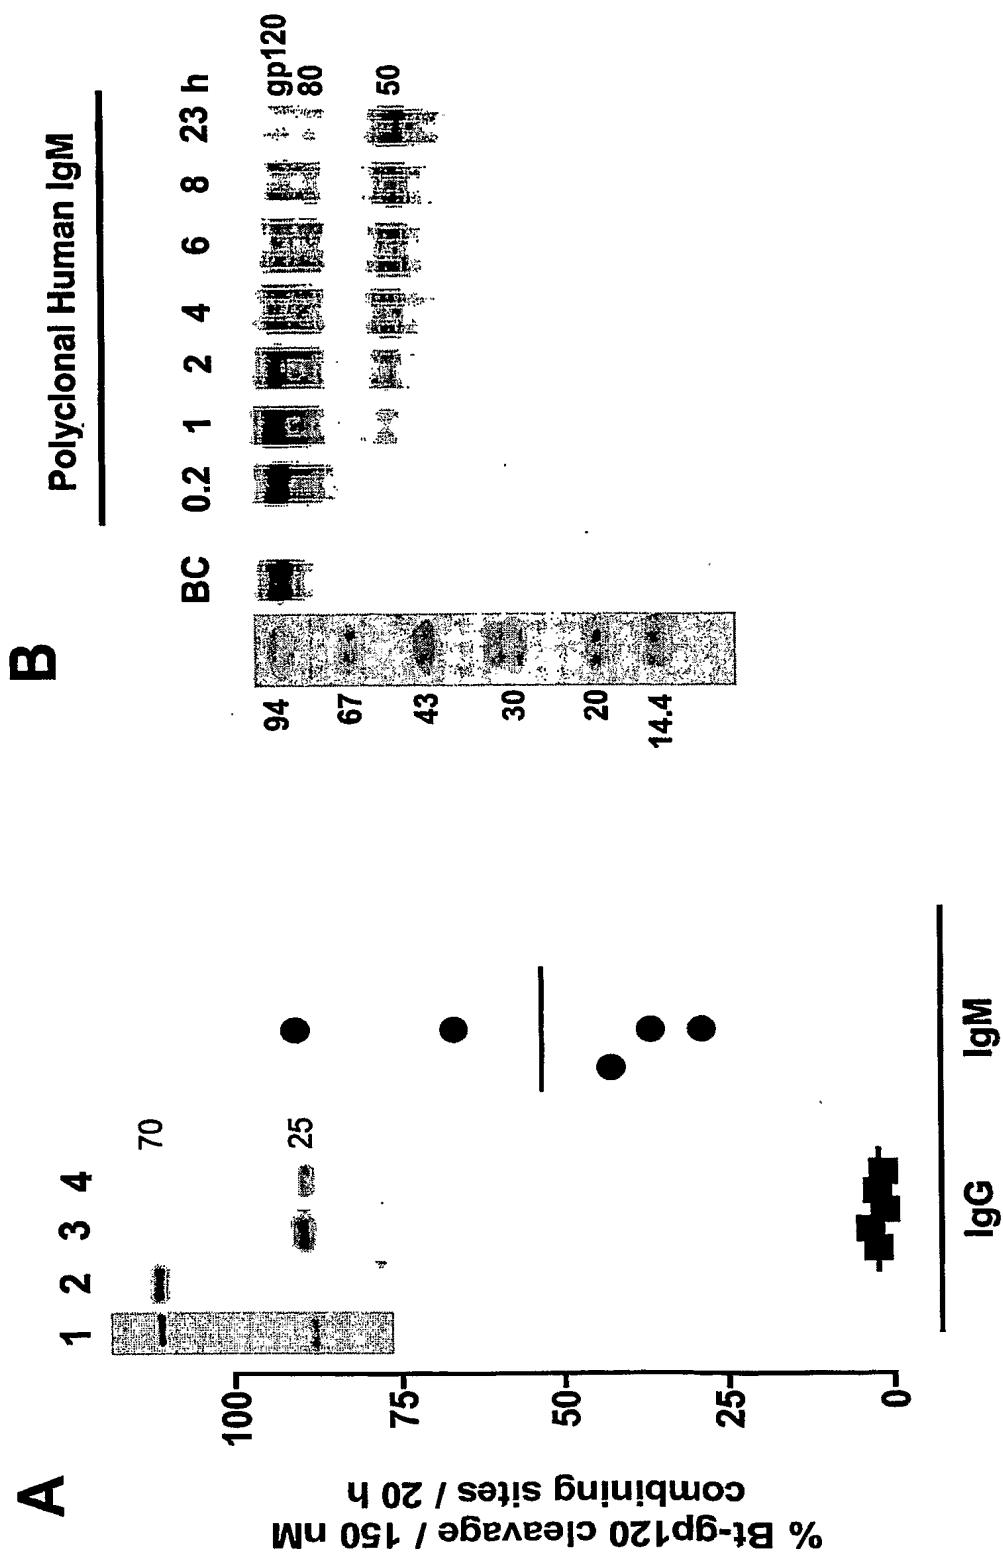 A
% Bt-gp120 cleavage / 150 nM
combining sites / 20 h
100
75
50
25
0
1 2 3 4
70
25
IgG IgM
B
Polyclonal Human IgM
BC 0.2 1 2 4 6 8 23 h
94
67
43
30
20
14.4
gp120
80
50